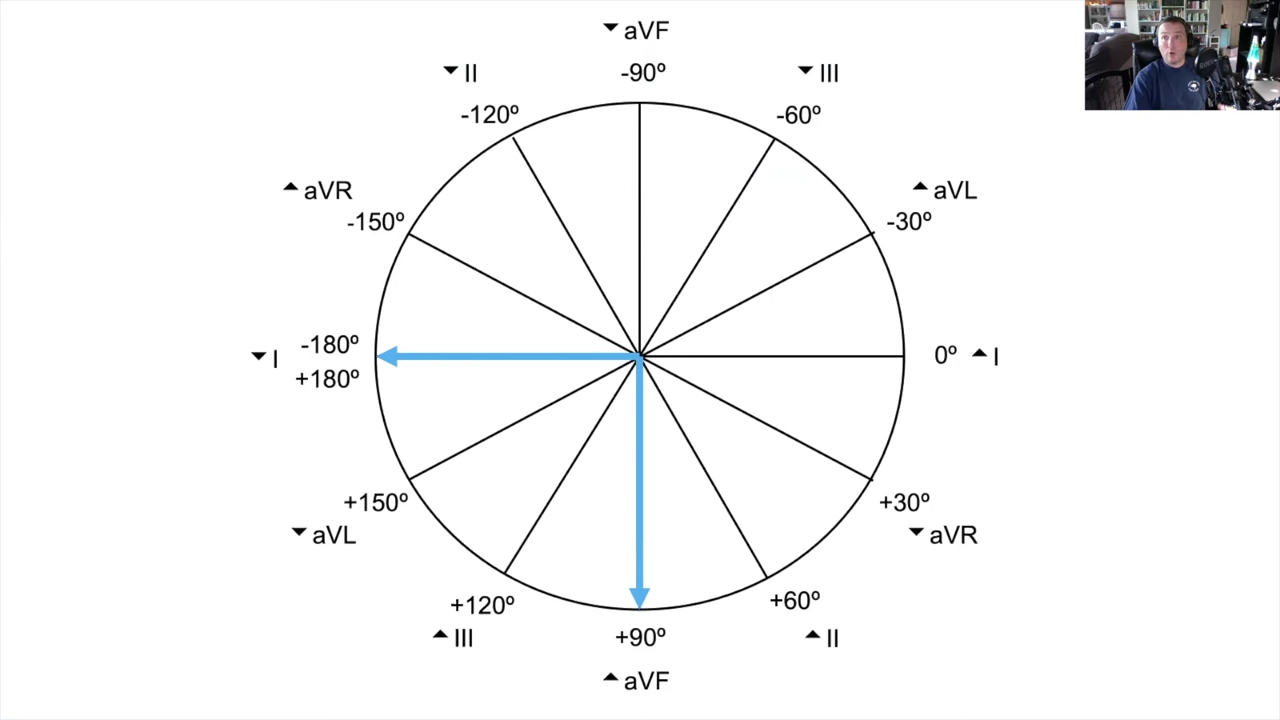 ▼ aVF
▼ II
-90º
▼ III
-120º
-60º
▲ aVR
▲ aVL
-150º
-30º
-180º
▼ I
0º ▲ I
+180º
+150º
+30º
▼ aVL
▼ aVR
+120º
+60º
▲ III
+90º
▲ II
▲ aVF